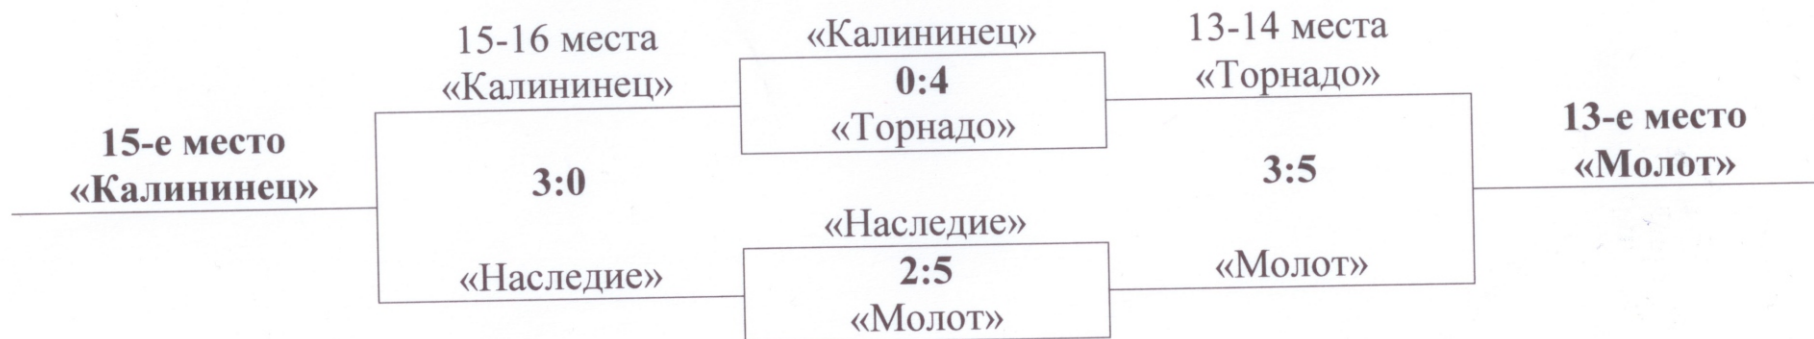 15-16 места
«Калининец»
15-е место
«Калининец»
3:0
«Наследие»
«Калининец»
0:4
«Торнадо»
«Наследие»
2:5
«Молот»
13-14 места
«Торнадо»
3:5
«Молот»
13-е место
«Молот»